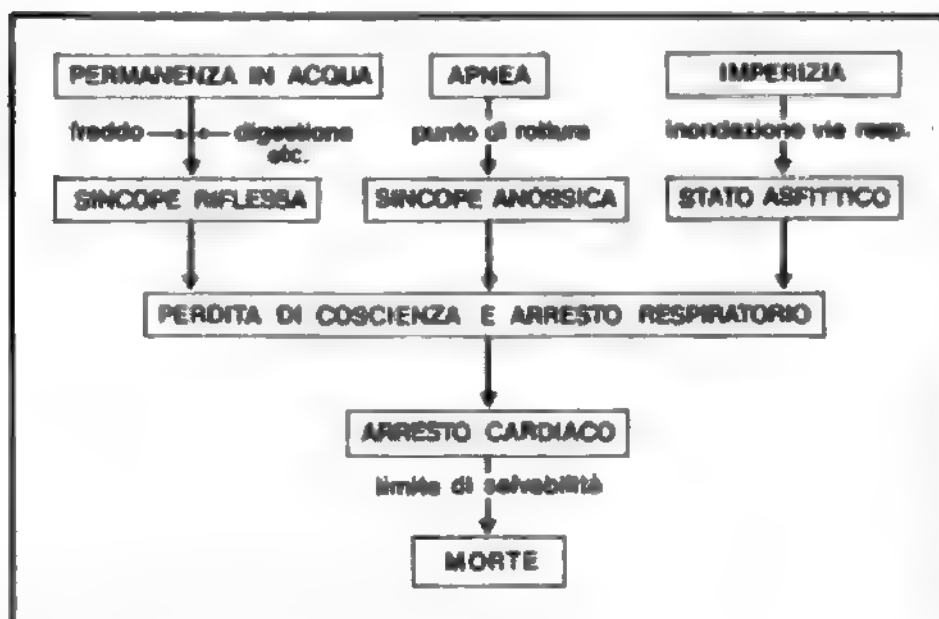 PERMANENZA IN ACQUA
APNEA
IMPERIZIA
freddo
digestione
etc.
punto di rottura
inondazione vie resp.
SINCOPE RIFLESSA
SINCOPE ANOSSICA
STATO ASFITTICO
PERDITA DI COSCIENZA E ARRESTO RESPIRATORIO
ARRESTO CARDIACO
limite di salvabilità
MORTE